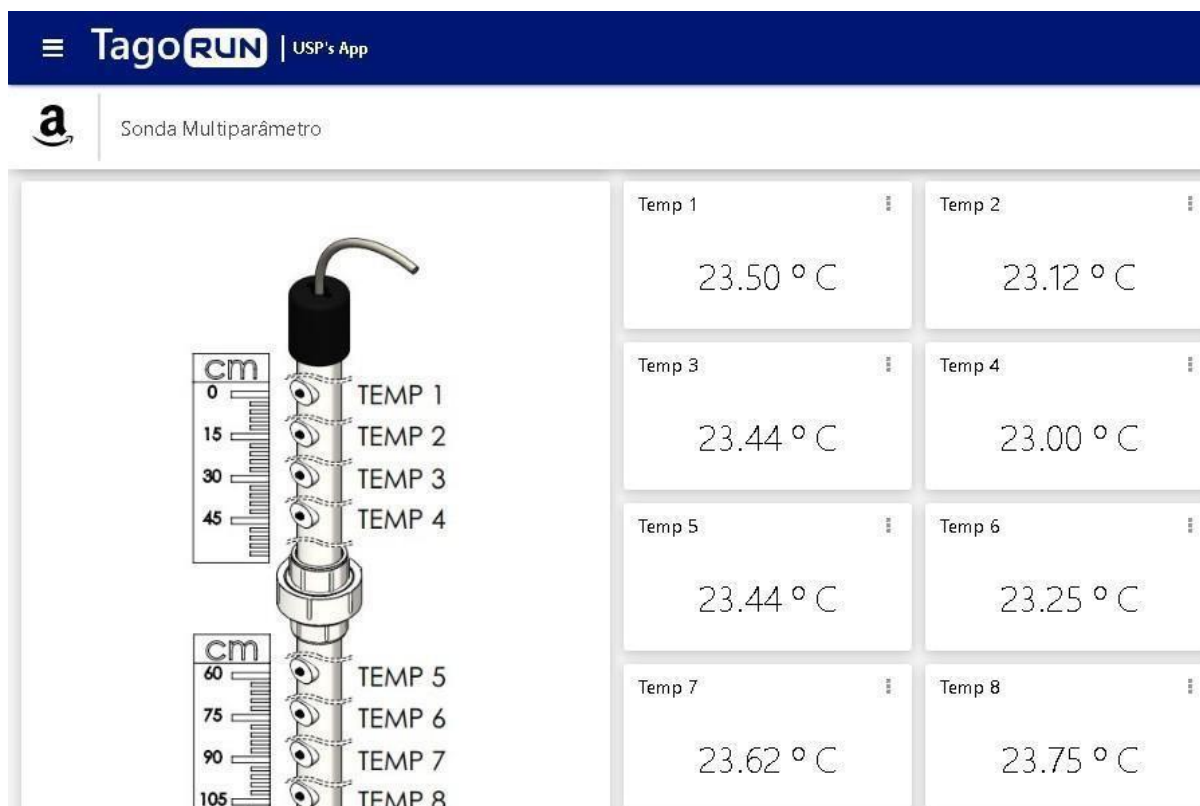 TagoRUN | USP's App
a
Sonda Multiparâmetro
cm
0
15
30
45
TEMP 1
TEMP 2
TEMP 3
TEMP 4
cm
60
75
90
105
TEMP 5
TEMP 6
TEMP 7
TEMP 8
Temp 1
23.50 º C
Temp 2
23.12 º C
Temp 3
23.44 º C
Temp 4
23.00 º C
Temp 5
23.44 º C
Temp 6
23.25 º C
Temp 7
23.62 º C
Temp 8
23.75 º C